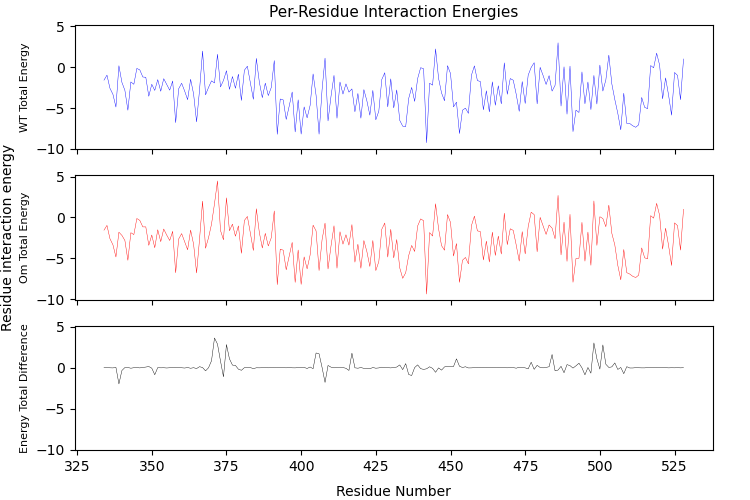 Per-Residue Interaction Energies
Residue interaction energy
WT Total Energy
5
0
−5
−10
Om Total Energy
5
0
−5
−10
Energy Total Difference
5
0
−5
−10
325 350 375 400 425 450 475 500 525
Residue Number